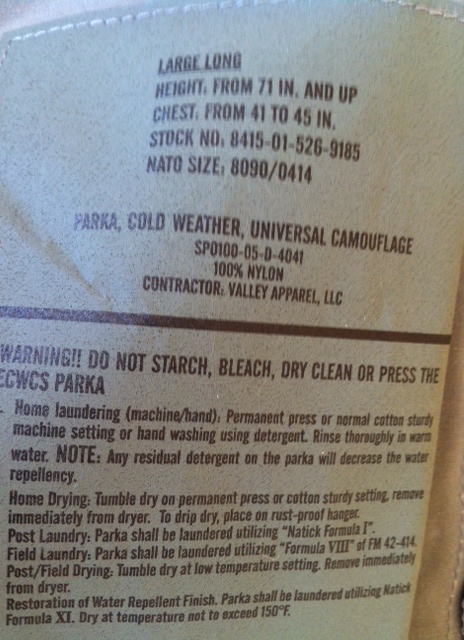 LARGE LONG
HEIGHT: FROM 71 IN. AND UP
CHEST: FROM 41 TO 45 IN.
STOCK NO: 8415-01-526-9185
NATO SIZE: 8090/0414
PARKA, COLD WEATHER, UNIVERSAL CAMOUFLAGE
SPO100-05-D-4041
100% NYLON
CONTRACTOR: VALLEY APPAREL, LLC
WARNING!! DO NOT STARCH, BLEACH, DRY CLEAN OR PRESS THE
ECWCS PARKA
Home laundering (machine/hand): Permanent press or normal cotton sturdy
machine setting or hand washing using detergent. Rinse thoroughly in warm
water. NOTE: Any residual detergent on the parka will decrease the water
repellency.
Home Drying: Tumble dry on permanent press or cotton sturdy setting, remove
immediately from dryer. To drip dry, place on rust-proof hanger.
Post Laundry: Parka shall be laundered utilizing "Natick Formula I".
Field Laundry: Parka shall be laundered utilizing "Formula VIII" of FM 42-414.
Post/Field Drying: Tumble dry at low temperature setting. Remove immediately
from dryer.
Restoration of Water Repellent Finish. Parka shall be laundered utilizing Natick
Formula XI. Dry at temperature not to exceed 150°F.